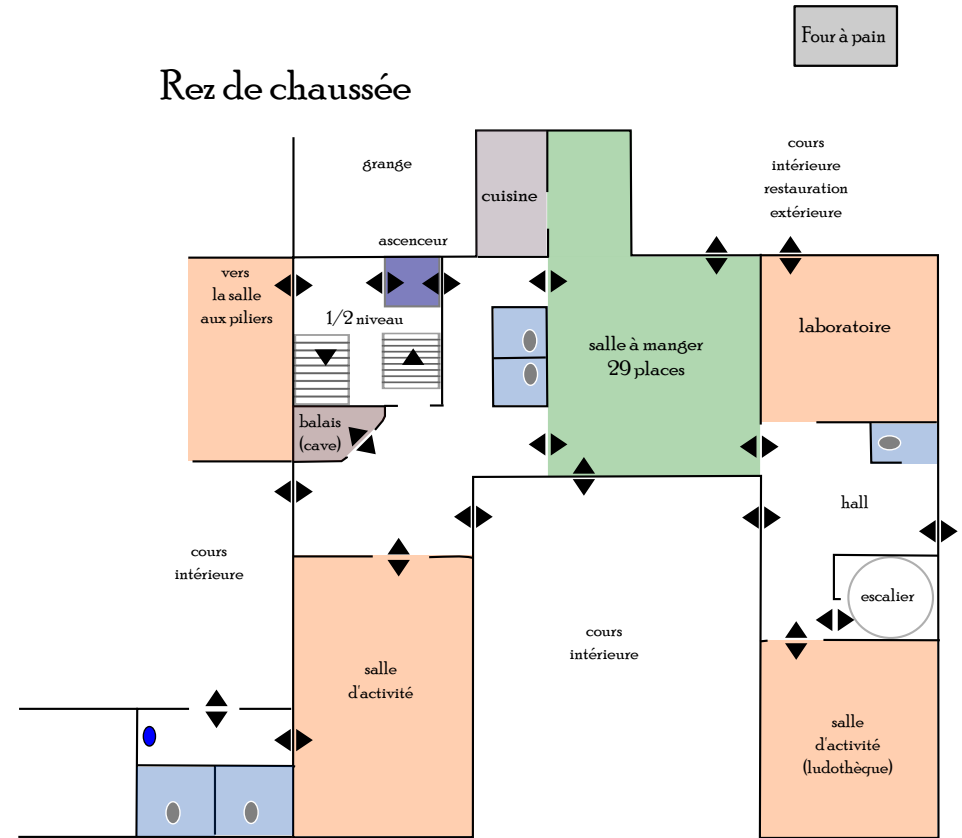 Four à pain
Rez de chaussée
cours
intérieure
restauration
extérieure
grange
cuisine
ascenceur
vers
la salle
aux piliers
1/2 niveau
laboratoire
salle à manger
29 places
balais
(cave)
hall
cours
intérieure
escalier
cours
intérieure
salle
d'activité
salle
d'activité
(ludothèque)